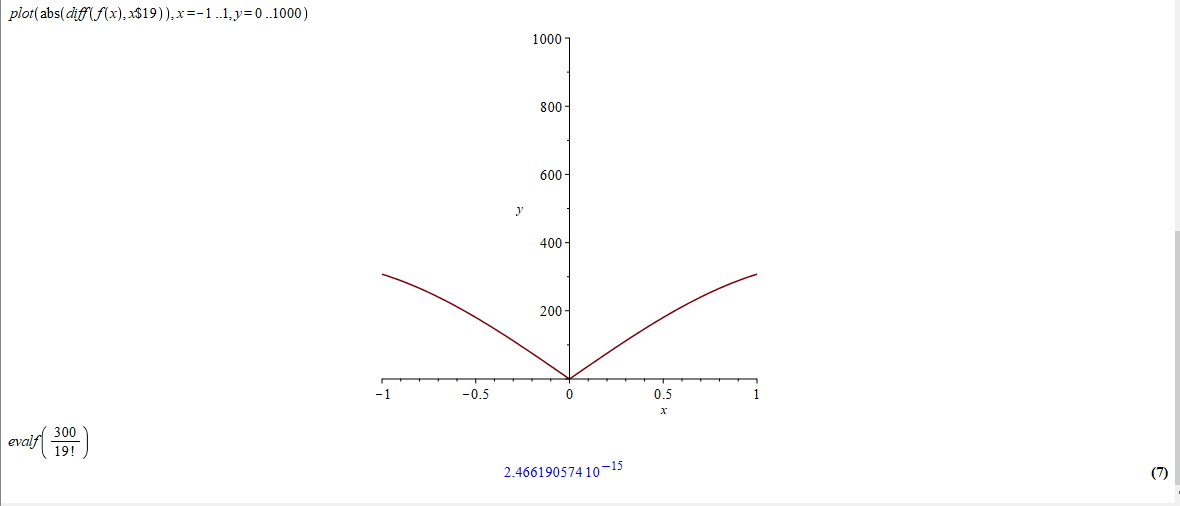 plot(abs(diff(f(x), x$19)), x = -1 ..1, y = 0 ..1000)
1000
800
600
y
400
200
-1 -0.5 0 0.5 1
x
evalf(300/19!)
2.466190574 10^-15 (7)